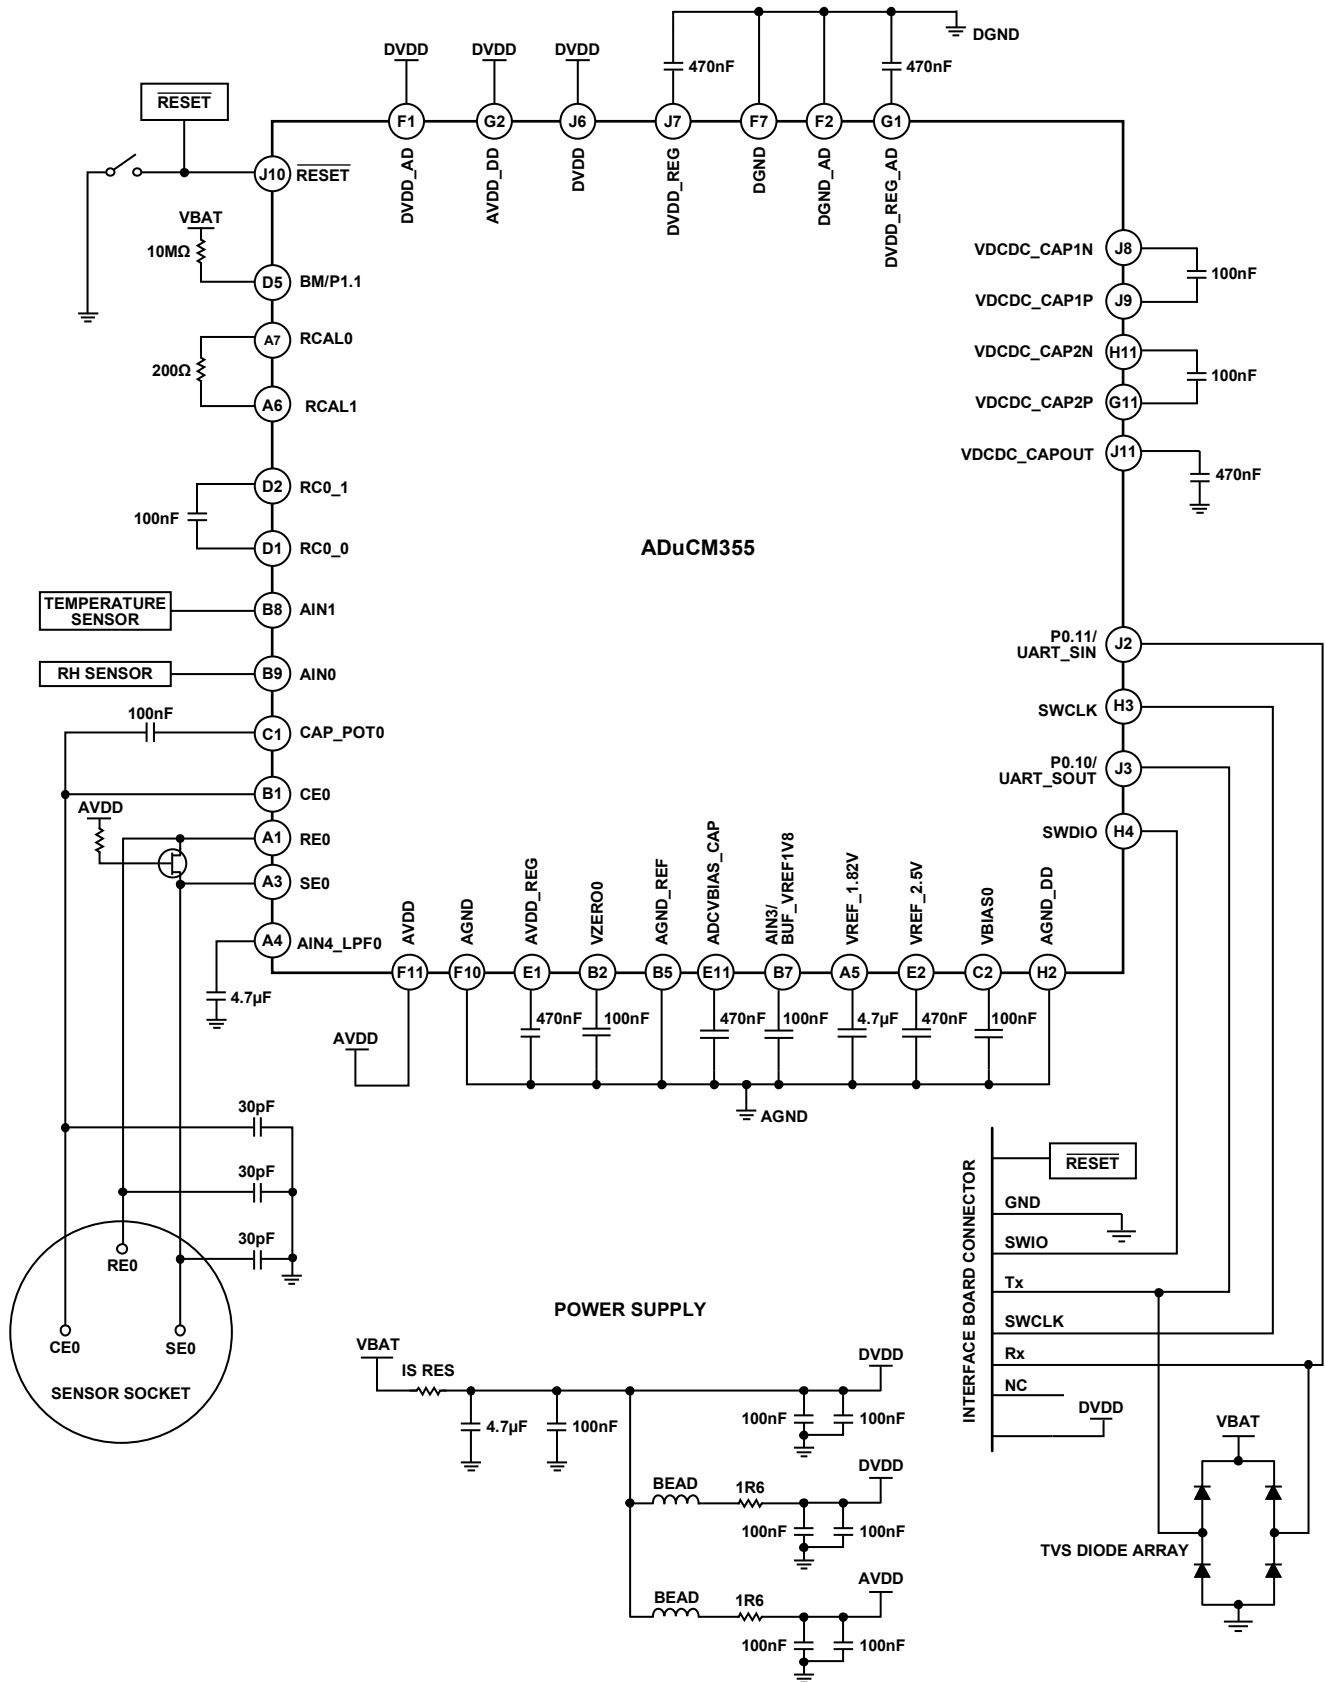 DGND
DVDD
DVDD
DVDD
470nF
470nF
RESET
F1
G2
J6
J7
F7
F2
G1
DVDD_AD
AVDD_DD
DVDD
DVDD_REG
DGND
DGND_AD
DVDD_REG_AD
J10
RESET
VBAT
10MΩ
D5
BM/P1.1
A7
RCAL0
200Ω
A6
RCAL1
D2
RC0_1
100nF
D1
RC0_0
TEMPERATURE
SENSOR
B8
AIN1
RH SENSOR
B9
AIN0
100nF
C1
CAP_POT0
B1
CE0
AVDD
A1
RE0
A3
SE0
A4
AIN4_LPF0
4.7µF
ADuCM355
VDCDC_CAP1N
J8
100nF
VDCDC_CAP1P
J9
VDCDC_CAP2N
H11
100nF
VDCDC_CAP2P
G11
VDCDC_CAPOUT
J11
470nF
P0.11/
UART_SIN
J2
SWCLK
H3
P0.10/
UART_SOUT
J3
SWDIO
H4
AVDD
AGND
AVDD_REG
VZERO0
AGND_REF
ADCVBIAS_CAP
AIN3/
BUF_VREF1V8
VREF_1.82V
VREF_2.5V
VBIAS0
AGND_DD
F11
F10
E1
B2
B5
E11
B7
A5
E2
C2
H2
470nF
100nF
470nF
100nF
4.7µF
470nF
100nF
AVDD
AGND
30pF
30pF
30pF
RE0
CE0
SE0
SENSOR SOCKET
INTERFACE BOARD CONNECTOR
RESET
GND
SWIO
Tx
SWCLK
Rx
NC
DVDD
VBAT
TVS DIODE ARRAY
POWER SUPPLY
VBAT
IS RES
DVDD
4.7µF
100nF
100nF
100nF
DVDD
BEAD
1R6
100nF
100nF
AVDD
BEAD
1R6
100nF
100nF